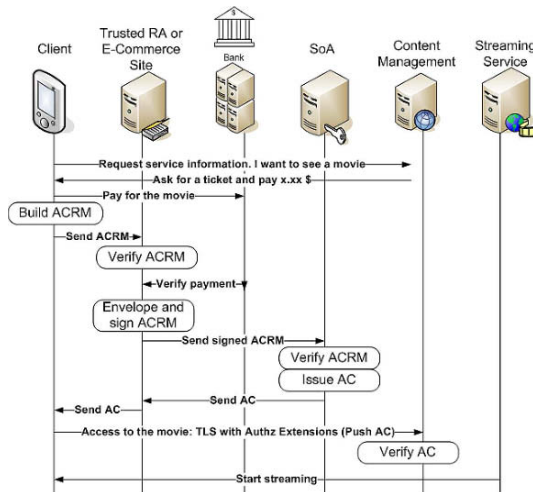 Client
Trusted RA or
E-Commerce
Site
$
Bank
SoA
Content
Management
Streaming
Service
Request service information. I want to see a movie
Ask for a ticket and pay x.xx $
Pay for the movie
Build ACRM
Send ACRM
Verify ACRM
Verify payment
Envelope and
sign ACRM
Send signed ACRM
Verify ACRM
Issue AC
Send AC
Send AC
Access to the movie: TLS with Authz Extensions (Push AC)
Verify AC
Start streaming